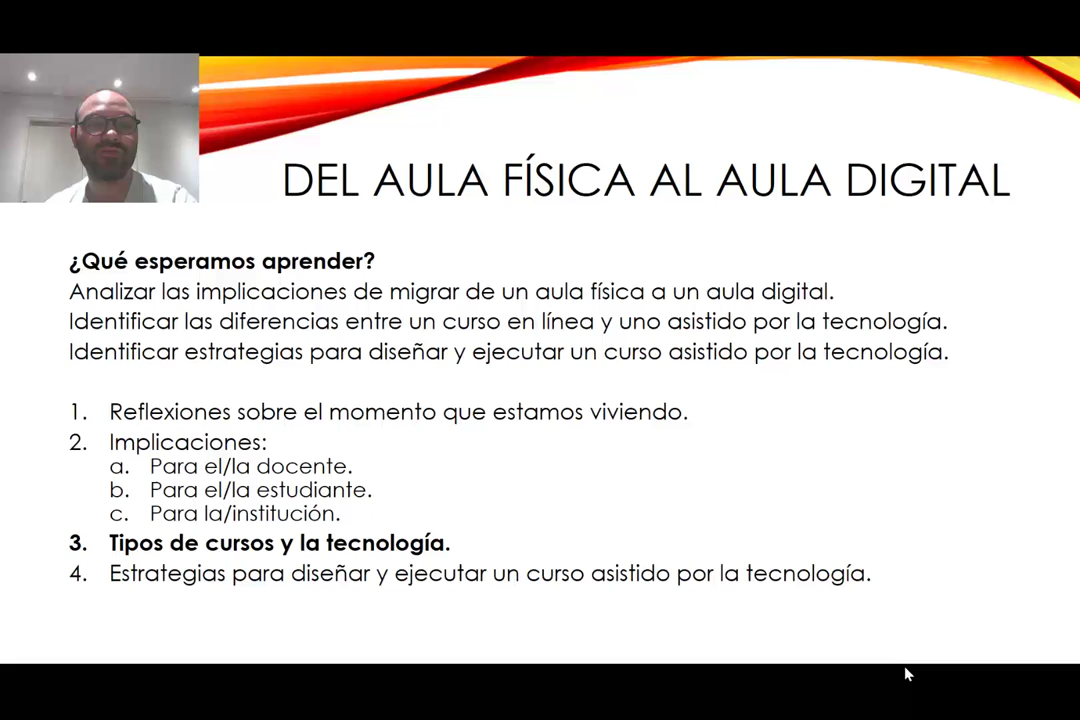 DEL AULA FÍSICA AL AULA DIGITAL
¿Qué esperamos aprender?
Analizar las implicaciones de migrar de un aula física a un aula digital.
Identificar las diferencias entre un curso en línea y uno asistido por la tecnología.
Identificar estrategias para diseñar y ejecutar un curso asistido por la tecnología.
1. Reflexiones sobre el momento que estamos viviendo.
2. Implicaciones:
a. Para el/la docente.
b. Para el/la estudiante.
c. Para la/institución.
3. Tipos de cursos y la tecnología.
4. Estrategias para diseñar y ejecutar un curso asistido por la tecnología.